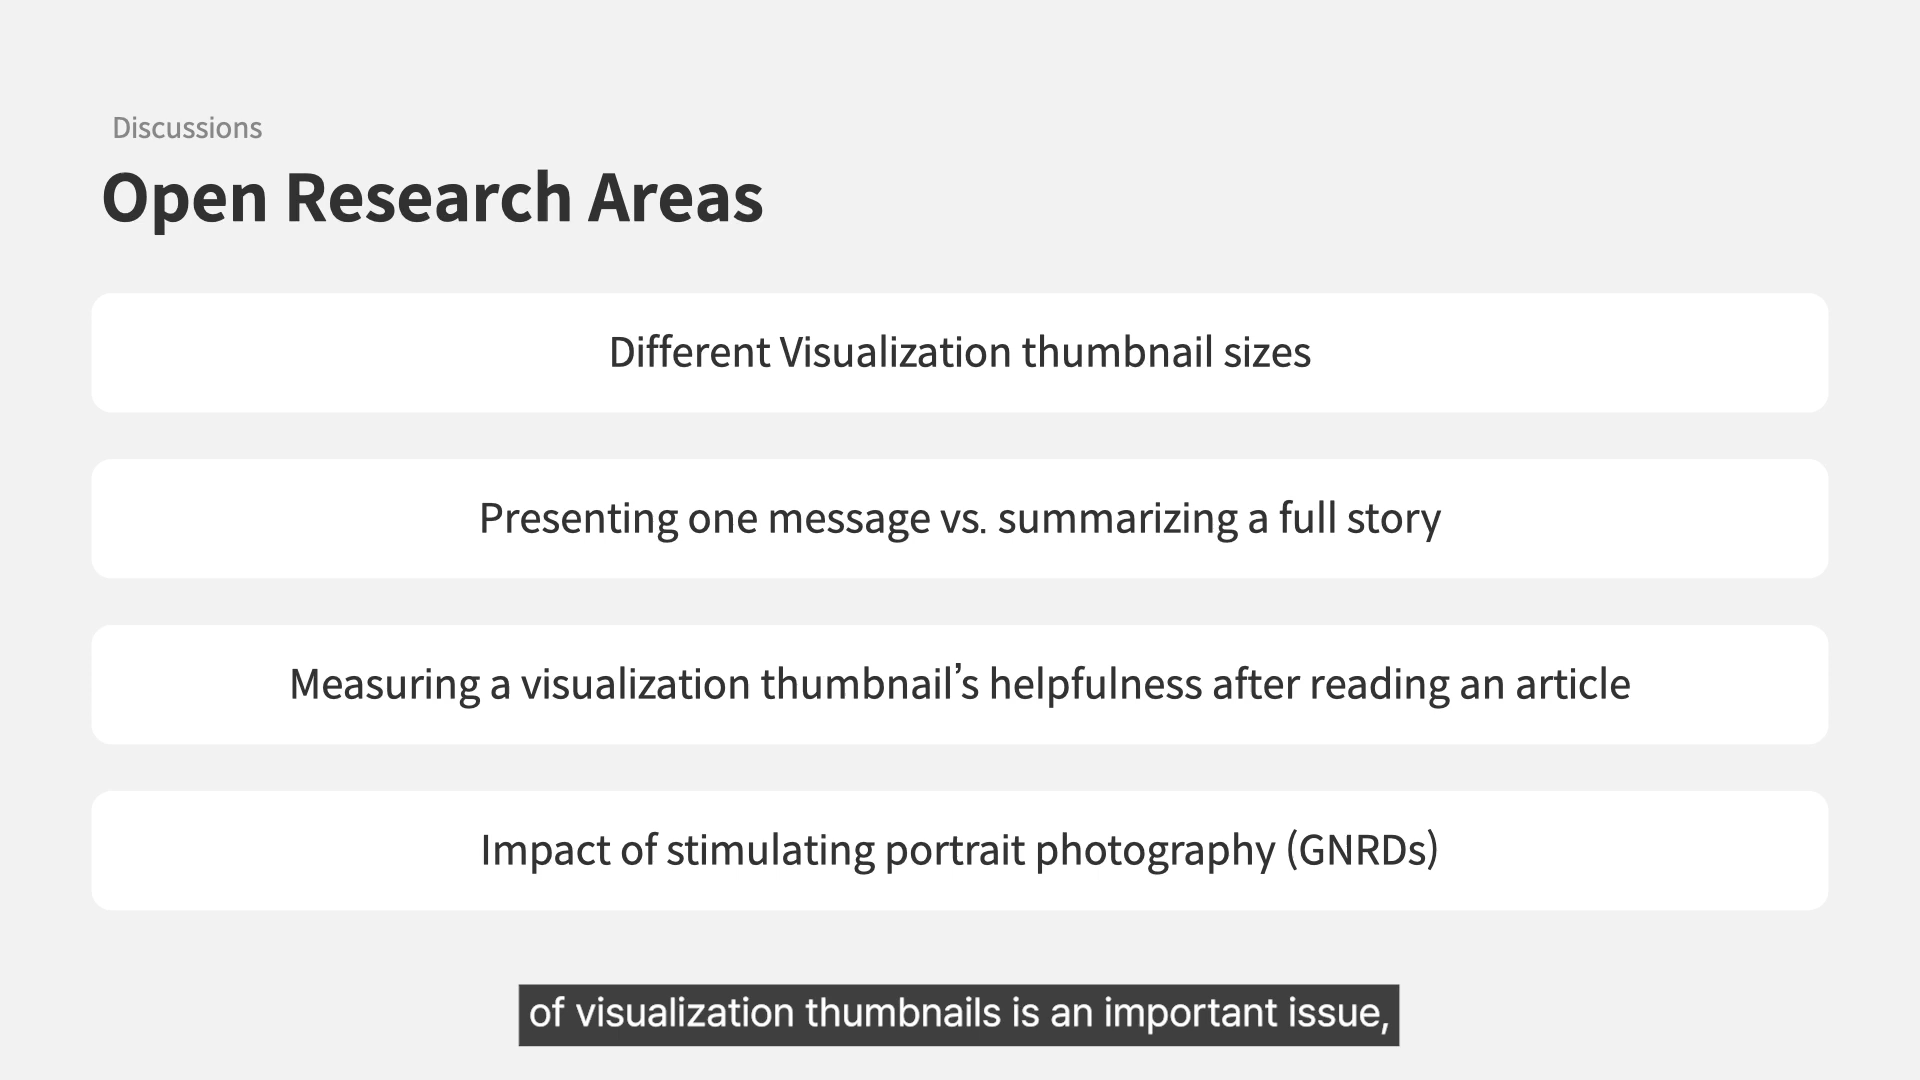 Discussions
Open Research Areas
Different Visualization thumbnail sizes
Presenting one message vs. summarizing a full story
Measuring a visualization thumbnail’s helpfulness after reading an article
Impact of stimulating portrait photography (GNRDs)
of visualization thumbnails is an important issue,